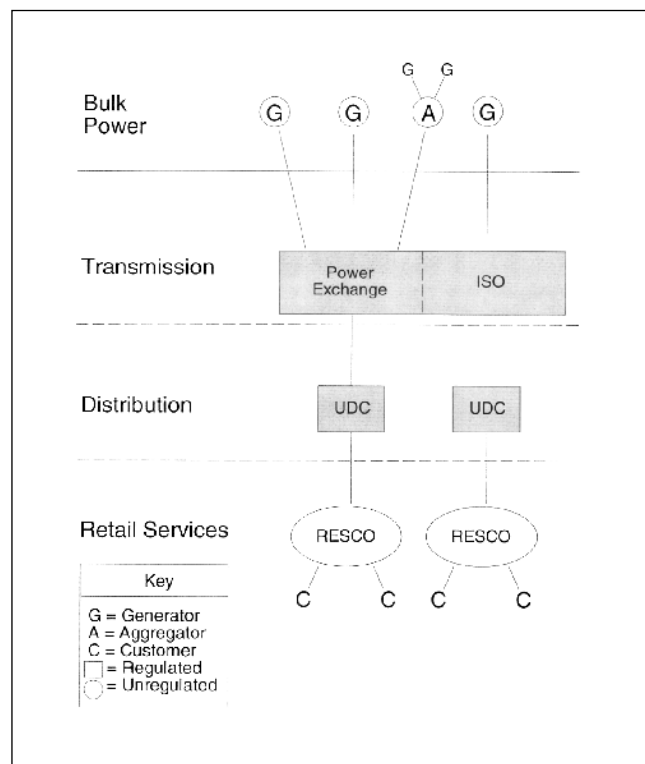 G G
Bulk
Power
G G A G
Transmission
Power
Exchange
ISO
Distribution
UDC UDC
Retail Services
RESCO RESCO
C C C C
Key
G = Generator
A = Aggregator
C = Customer
= Regulated
= Unregulated